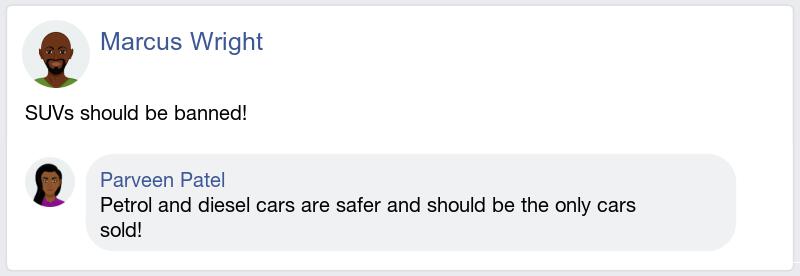 Marcus Wright
SUVs should be banned!
Parveen Patel
Petrol and diesel cars are safer and should be the only cars
sold!